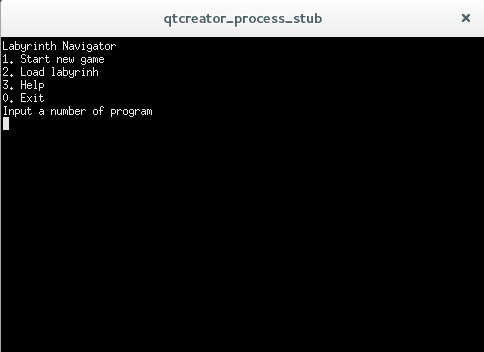 qtcreator_process_stub
Labyrinth Navigator
1. Start new game
2. Load labyrinh
3. Help
0. Exit
Input a number of program